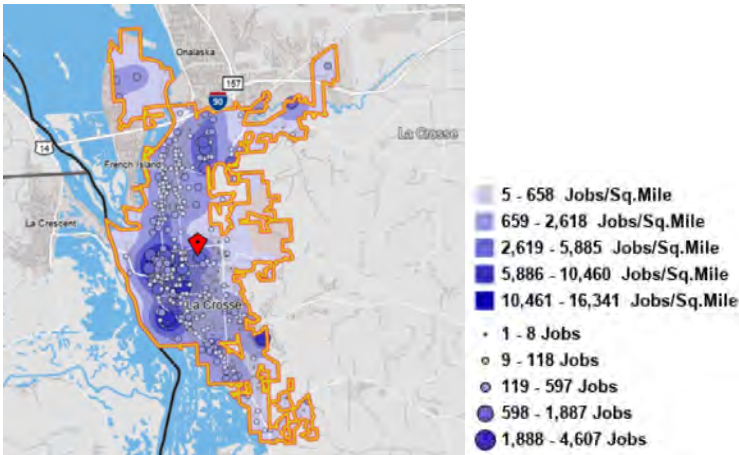 Onalaska
157
90
La Crosse
14
French Island
La Crescent
La Crosse
5 - 658 Jobs/Sq.Mile
659 - 2,618 Jobs/Sq.Mile
2,619 - 5,885 Jobs/Sq.Mile
5,886 - 10,460 Jobs/Sq.Mile
10,461 - 16,341 Jobs/Sq.Mile
1 - 8 Jobs
9 - 118 Jobs
119 - 597 Jobs
598 - 1,887 Jobs
1,888 - 4,607 Jobs